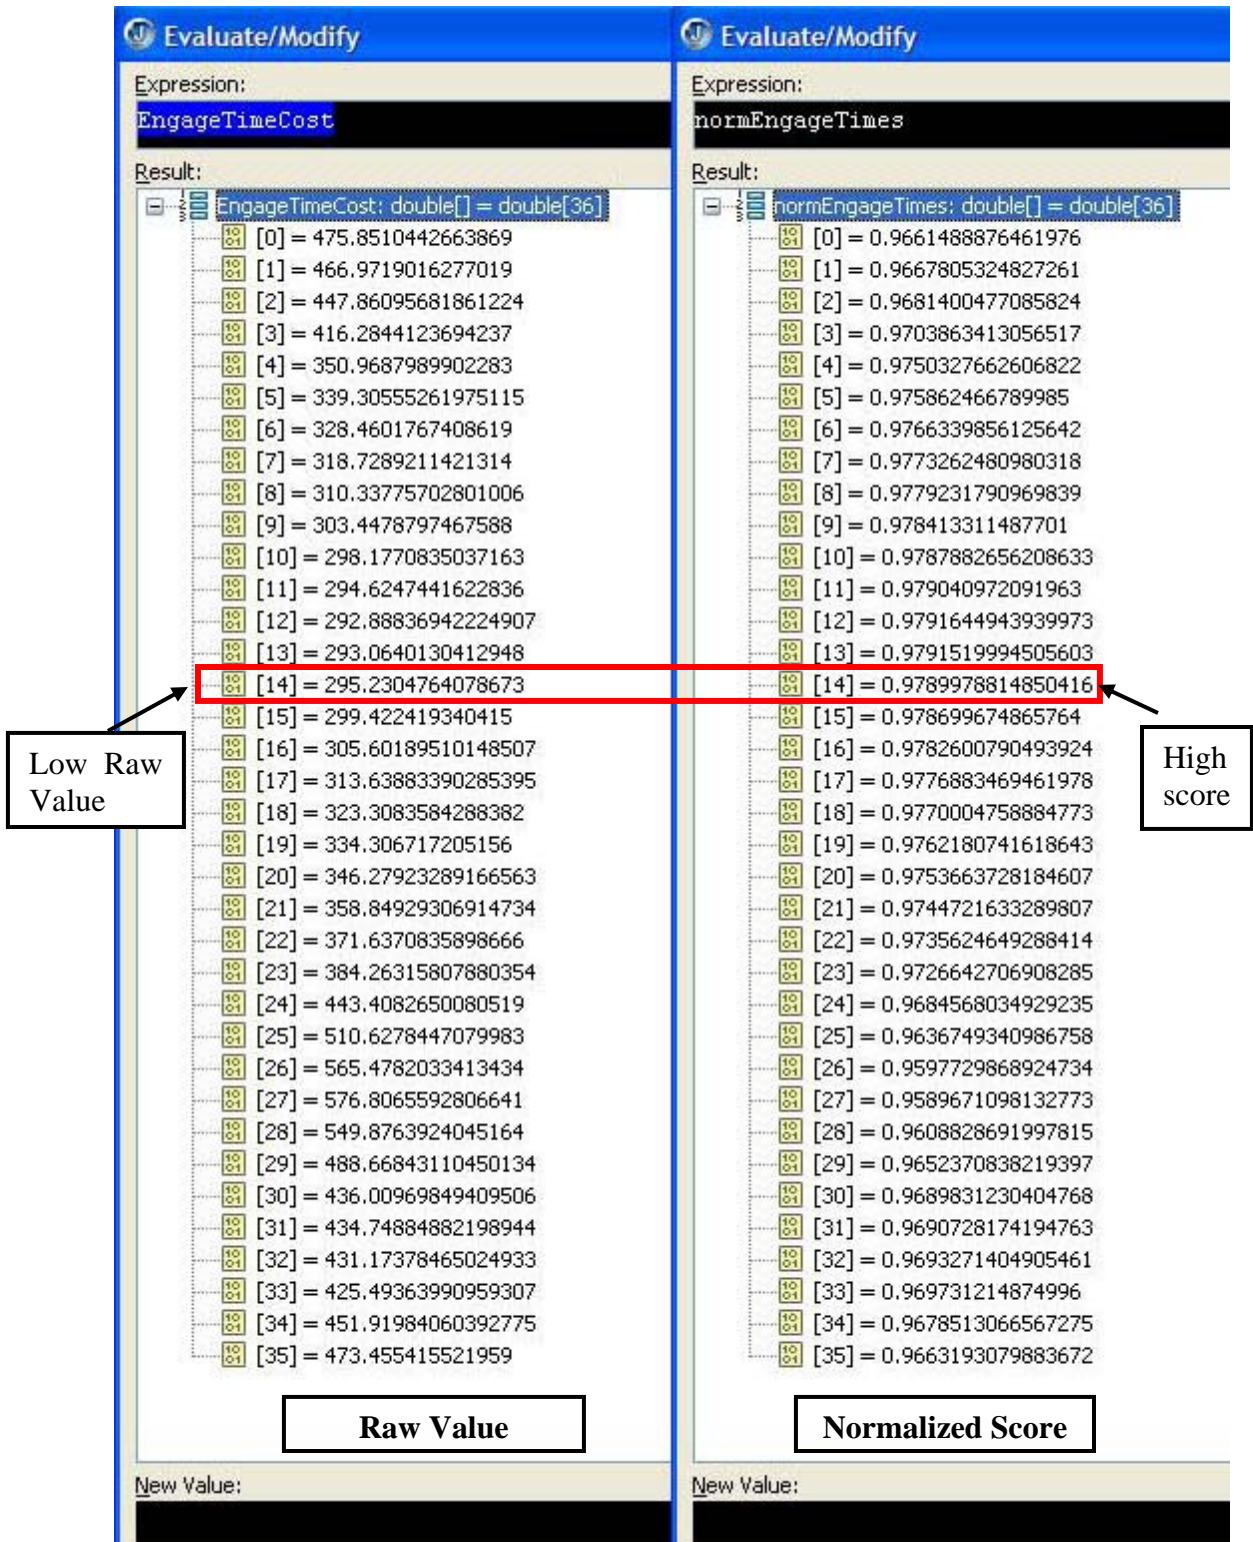 Evaluate/Modify
Expression:
EngageTimeCost
Result:
EngageTimeCost: double[] = double[36]
[0] = 475.8510442663869
[1] = 466.9719016277019
[2] = 447.86095681861224
[3] = 416.2844123694237
[4] = 350.9687989902283
[5] = 339.30555261975115
[6] = 328.4601767408619
[7] = 318.7289211421314
[8] = 310.33775702801006
[9] = 303.4478797467588
[10] = 298.1770835037163
[11] = 294.6247441622836
[12] = 292.88836942224907
[13] = 293.0640130412948
[14] = 295.2304764078673
[15] = 299.422419340415
[16] = 305.60189510148507
[17] = 313.63883390285395
[18] = 323.3083584288382
[19] = 334.306717205156
[20] = 346.27923289166563
[21] = 358.84929306914734
[22] = 371.6370835898666
[23] = 384.26315807880354
[24] = 443.4082650080519
[25] = 510.6278447079983
[26] = 565.4782033413434
[27] = 576.8065592806641
[28] = 549.8763924045164
[29] = 488.66843110450134
[30] = 436.00969849409506
[31] = 434.74884882198944
[32] = 431.17378465024933
[33] = 425.49363990959307
[34] = 451.91984060392775
[35] = 473.455415521959
Low Raw
Value
Raw Value
New Value:
Evaluate/Modify
Expression:
normEngageTimes
Result:
normEngageTimes: double[] = double[36]
[0] = 0.9661488876461976
[1] = 0.9667805324827261
[2] = 0.9681400477085824
[3] = 0.9703863413056517
[4] = 0.9750327662606822
[5] = 0.975862466789985
[6] = 0.9766339856125642
[7] = 0.9773262480980318
[8] = 0.9779231790969839
[9] = 0.978413311487701
[10] = 0.9787882656208633
[11] = 0.979040972091963
[12] = 0.9791644943939973
[13] = 0.9791519994505603
[14] = 0.9789978814850416
[15] = 0.978699674865764
[16] = 0.9782600790493924
[17] = 0.9776883469461978
[18] = 0.9770004758884773
[19] = 0.9762180741618643
[20] = 0.9753663728184607
[21] = 0.9744721633289807
[22] = 0.9735624649288414
[23] = 0.9726642706908285
[24] = 0.9684568034929235
[25] = 0.9636749340986758
[26] = 0.9597729868924734
[27] = 0.9589671098132773
[28] = 0.9608828691997815
[29] = 0.9652370838219397
[30] = 0.9689831230404768
[31] = 0.9690728174194763
[32] = 0.9693271404905461
[33] = 0.969731214874996
[34] = 0.9678513066567275
[35] = 0.9663193079883672
High
score
Normalized Score
New Value: